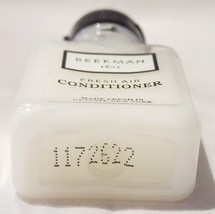 BEEKMAN
1802
FRESH AIR
CONDITIONER
1172622